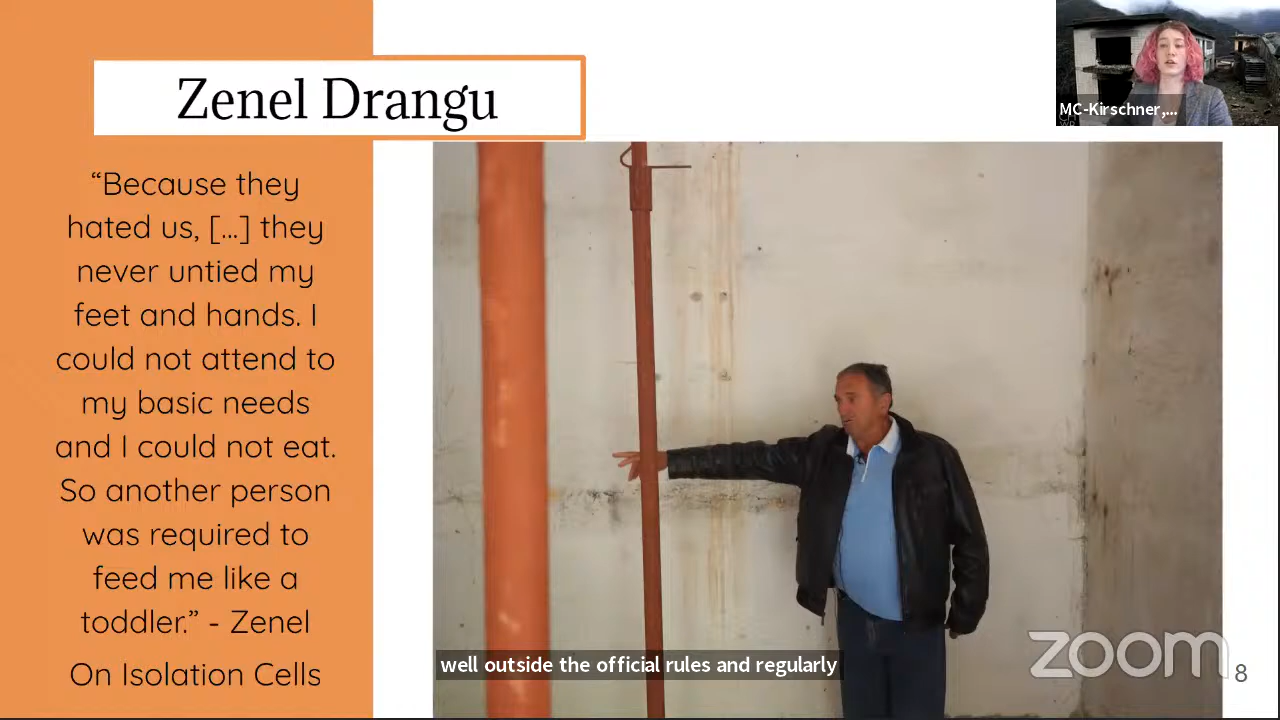 Zenel Drangu
“Because they
hated us, [...] they
never untied my
feet and hands. I
could not attend to
my basic needs
and I could not eat.
So another person
was required to
feed me like a
toddler.” - Zenel
On Isolation Cells
MC-Kirschner,...
well outside the official rules and regularly
zoom
8